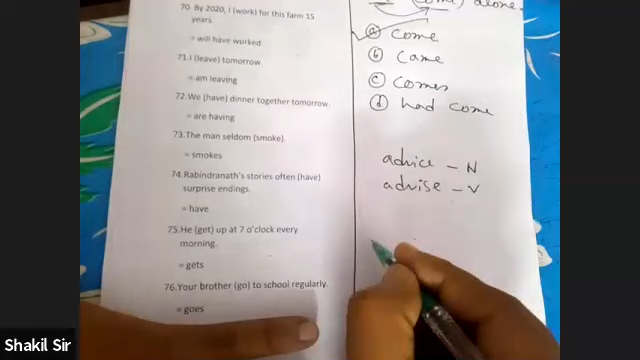 70. By 2020, I (work) for this farm 15
years.
= will have worked
71.I (leave) tomorrow.
= am leaving
72.We (have) dinner together tomorrow.
= are having
73.The man seldom (smoke).
= smokes
74.Rabindranath's stories often (have)
surprise endings.
= have
75.He (get) up at 7 o'clock every
morning.
= gets
76.Your brother (go) to school regularly.
= goes
(come) alone.
ⓐ come
ⓑ came
ⓒ comes
ⓓ had come
advice – N
advise – V
Shakil Sir